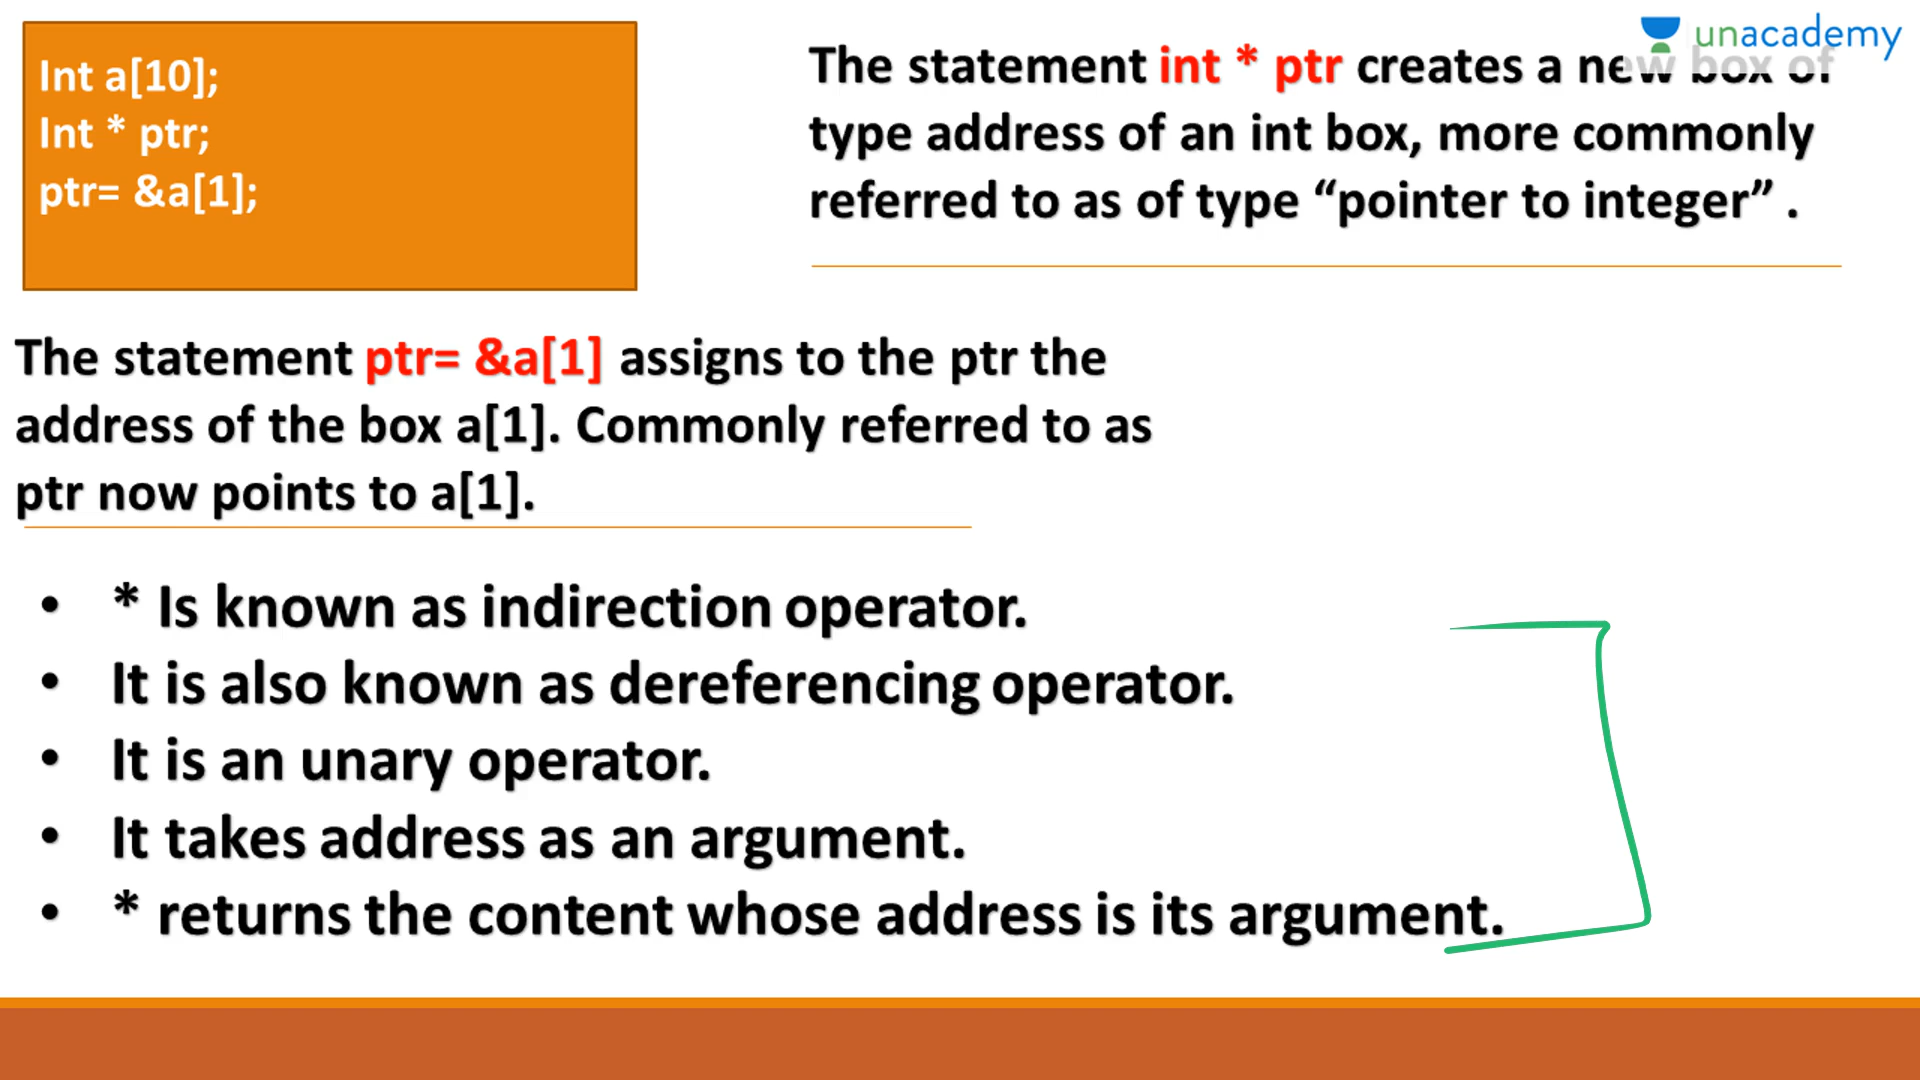 Int a[10];
Int * ptr;
ptr= &a[1];
unacademy
The statement int * ptr creates a new box of
type address of an int box, more commonly
referred to as of type “pointer to integer” .
The statement ptr= &a[1] assigns to the ptr the
address of the box a[1]. Commonly referred to as
ptr now points to a[1].
• * Is known as indirection operator.
• It is also known as dereferencing operator.
• It is an unary operator.
• It takes address as an argument.
• * returns the content whose address is its argument.